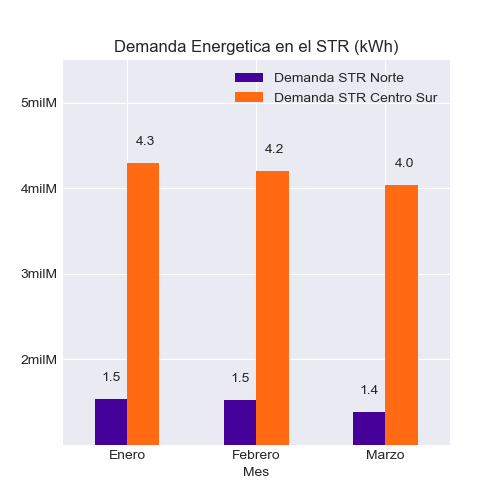 Demanda Energetica en el STR (kWh)
Demanda STR Norte
Demanda STR Centro Sur
5milM
4milM
3milM
2milM
4.3
4.2
4.0
1.5
1.5
1.4
Enero
Febrero
Marzo
Mes